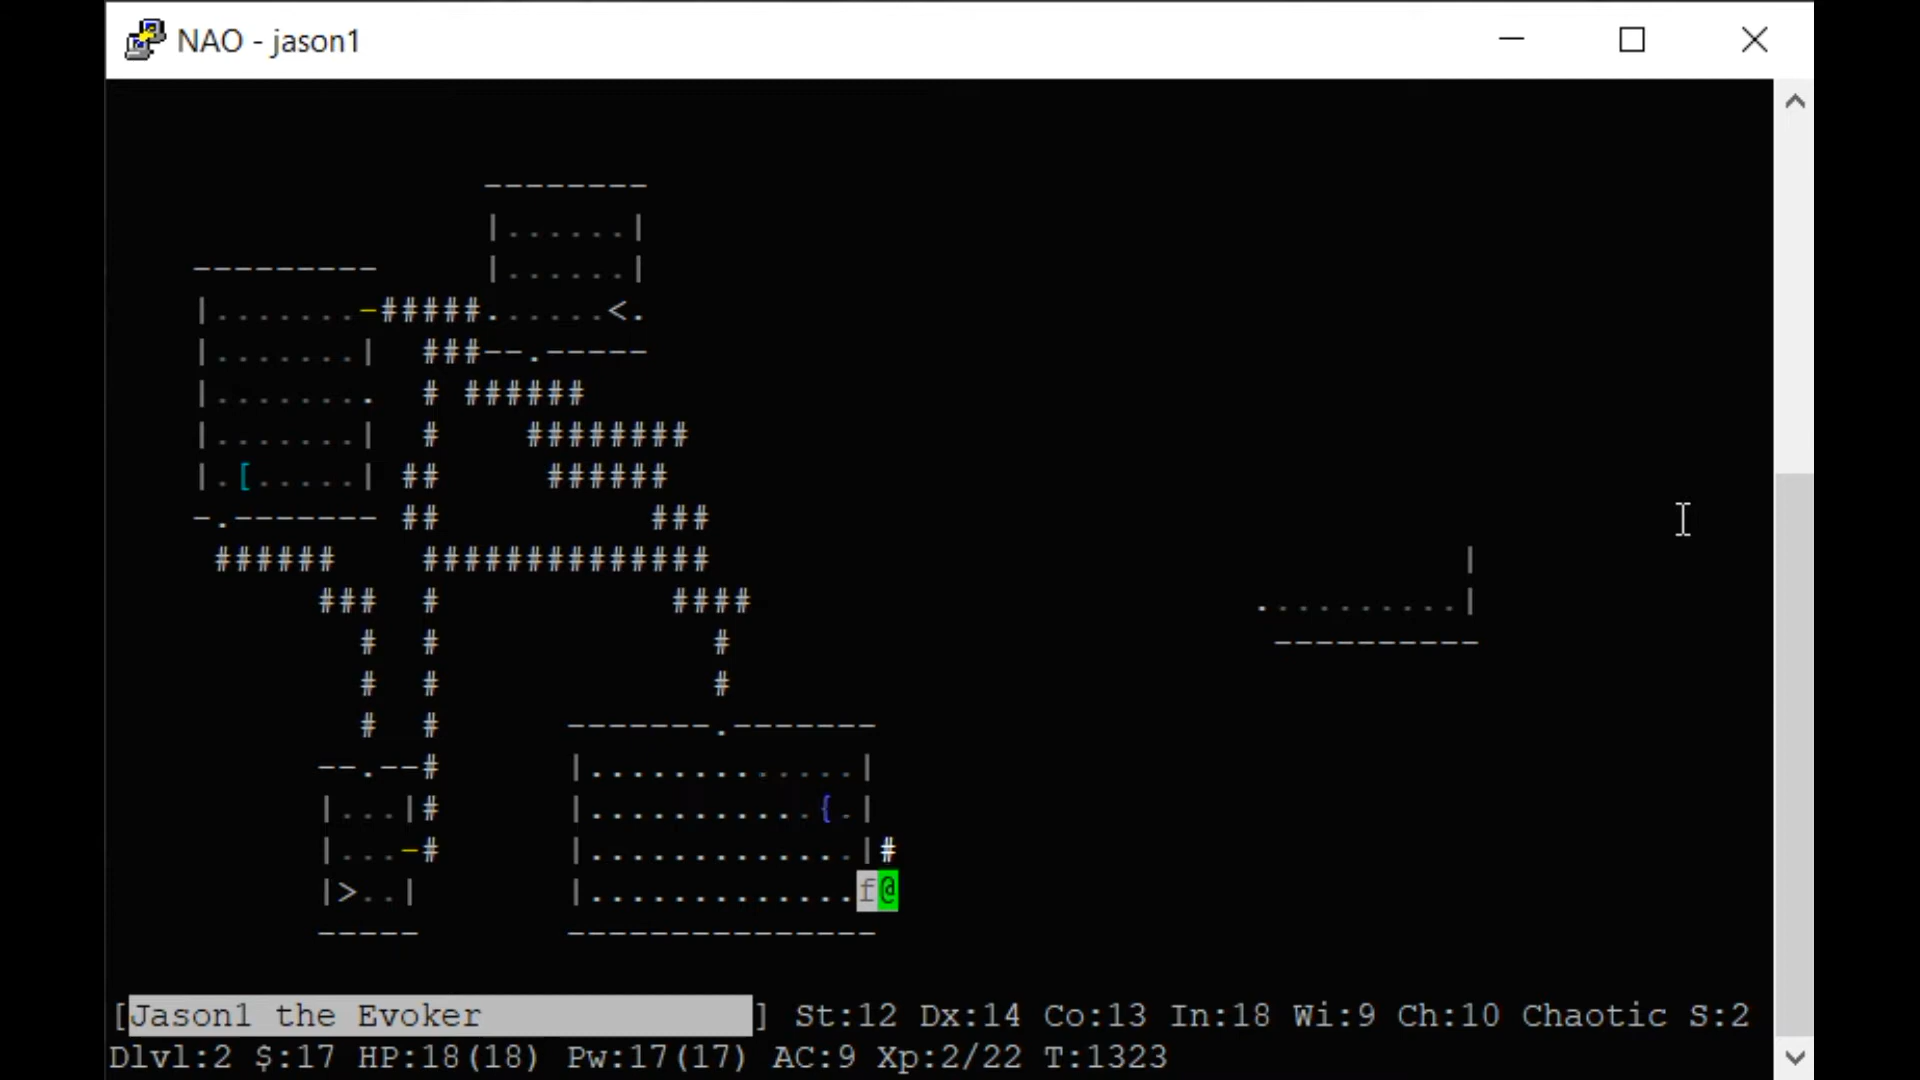 NAO - jason1
--------
|......|
--------- |......|
|.......-#####......<.
|.......| ###--.-----
|........ # ######
|.......| # ########
|.[.....| ## ######
-.------- ## ###
###### ############## |
### # #### ..........|
# # # ----------
# # #
# # -------.-------
--.--# |.............|
|...|# |...........{.|
|...-# |.............|#
|>..| |.............f@
----- ---------------
[Jason1 the Evoker ] St:12 Dx:14 Co:13 In:18 Wi:9 Ch:10 Chaotic S:2
Dlvl:2 $:17 HP:18(18) Pw:17(17) AC:9 Xp:2/22 T:1323